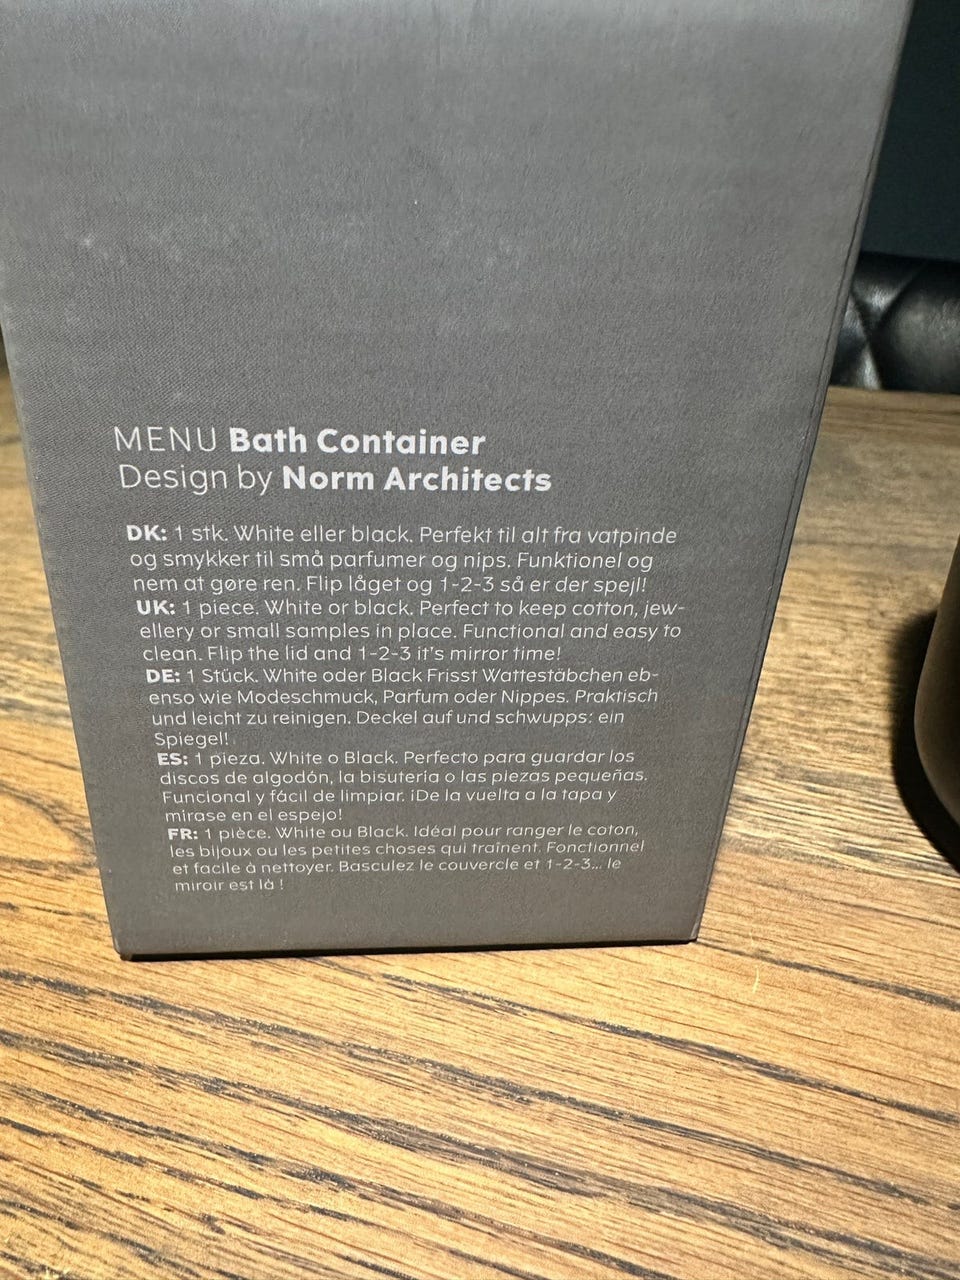 MENU Bath Container
Design by Norm Architects
DK: 1 stk. White eller black. Perfekt til alt fra vatpinde
og smykker til små parfumer og nips. Funktionel og
nem at gøre ren. Flip låget og 1-2-3 så er der spejl!
UK: 1 piece. White or black. Perfect to keep cotton, jew-
ellery or small samples in place. Functional and easy to
clean. Flip the lid and 1-2-3 it's mirror time!
DE: 1 Stück. White oder Black Frisst Wattestäbchen eb-
enso wie Modeschmuck, Parfum oder Nippes. Praktisch
und leicht zu reinigen. Deckel auf und schwupps: ein
Spiegel!
ES: 1 pieza. White o Black. Perfecto para guardar los
discos de algodón, la bisutería o las piezas pequeñas.
Funcional y fácil de limpiar. ¡De la vuelta a la tapa y
mirase en el espejo!
FR: 1 pièce. White ou Black. Idéal pour ranger le coton,
les bijoux ou les petites choses qui traînent. Fonctionnel
et facile à nettoyer. Basculez le couvercle et 1-2-3... le
miroir est là !